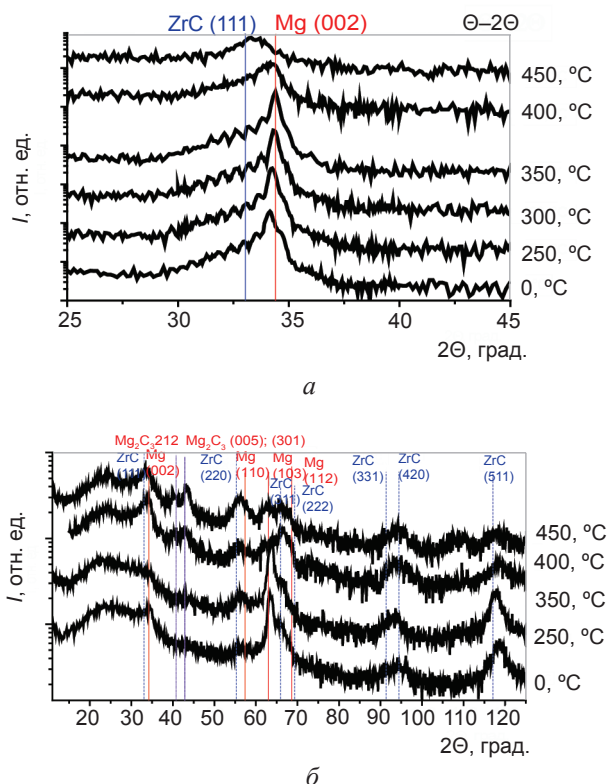 ZrC (111) Mg (002) Θ–2Θ
I, отн. ед.
450, ºC
400, ºC
350, ºC
300, ºC
250, ºC
0, ºC
25 30 35 40 45
2Θ, град.
а
Mg₂C₃212 Mg₂C₃ (005); (301)
ZrC Mg ZrC Mg Mg Mg ZrC ZrC ZrC
(111) (002) (220) (110) (103) (112) (331) (420) (511)
ZrC
(311) ZrC
(222)
I, отн. ед.
450, ºC
400, ºC
350, ºC
250, ºC
0, ºC
20 30 40 50 60 70 80 90 100 110 120
2Θ, град.
б